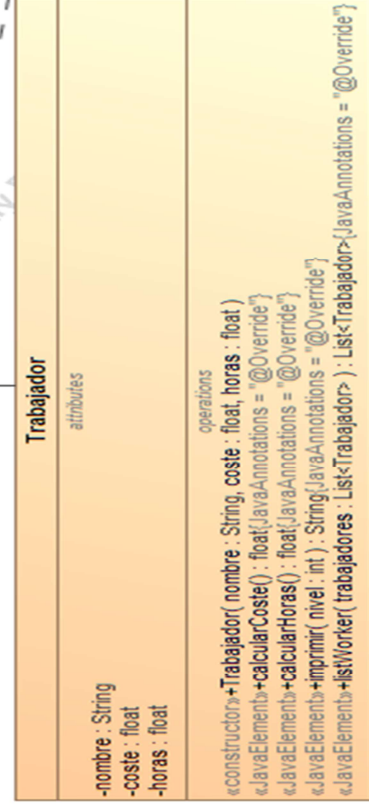 Trabajador
attributes
-nombre : String
-coste : float
-horas : float
operations
«constructor»+Trabajador( nombre : String, coste : float, horas : float )
«JavaElement»+calcularCoste() : float{JavaAnnotations = "@Override"}
«JavaElement»+calcularHoras() : float{JavaAnnotations = "@Override"}
«JavaElement»+imprimir( nivel : int ) : String{JavaAnnotations = "@Override"}
«JavaElement»+listWorker( trabajadores : List<Trabajador> ) : List<Trabajador>{JavaAnnotations = "@Override"}